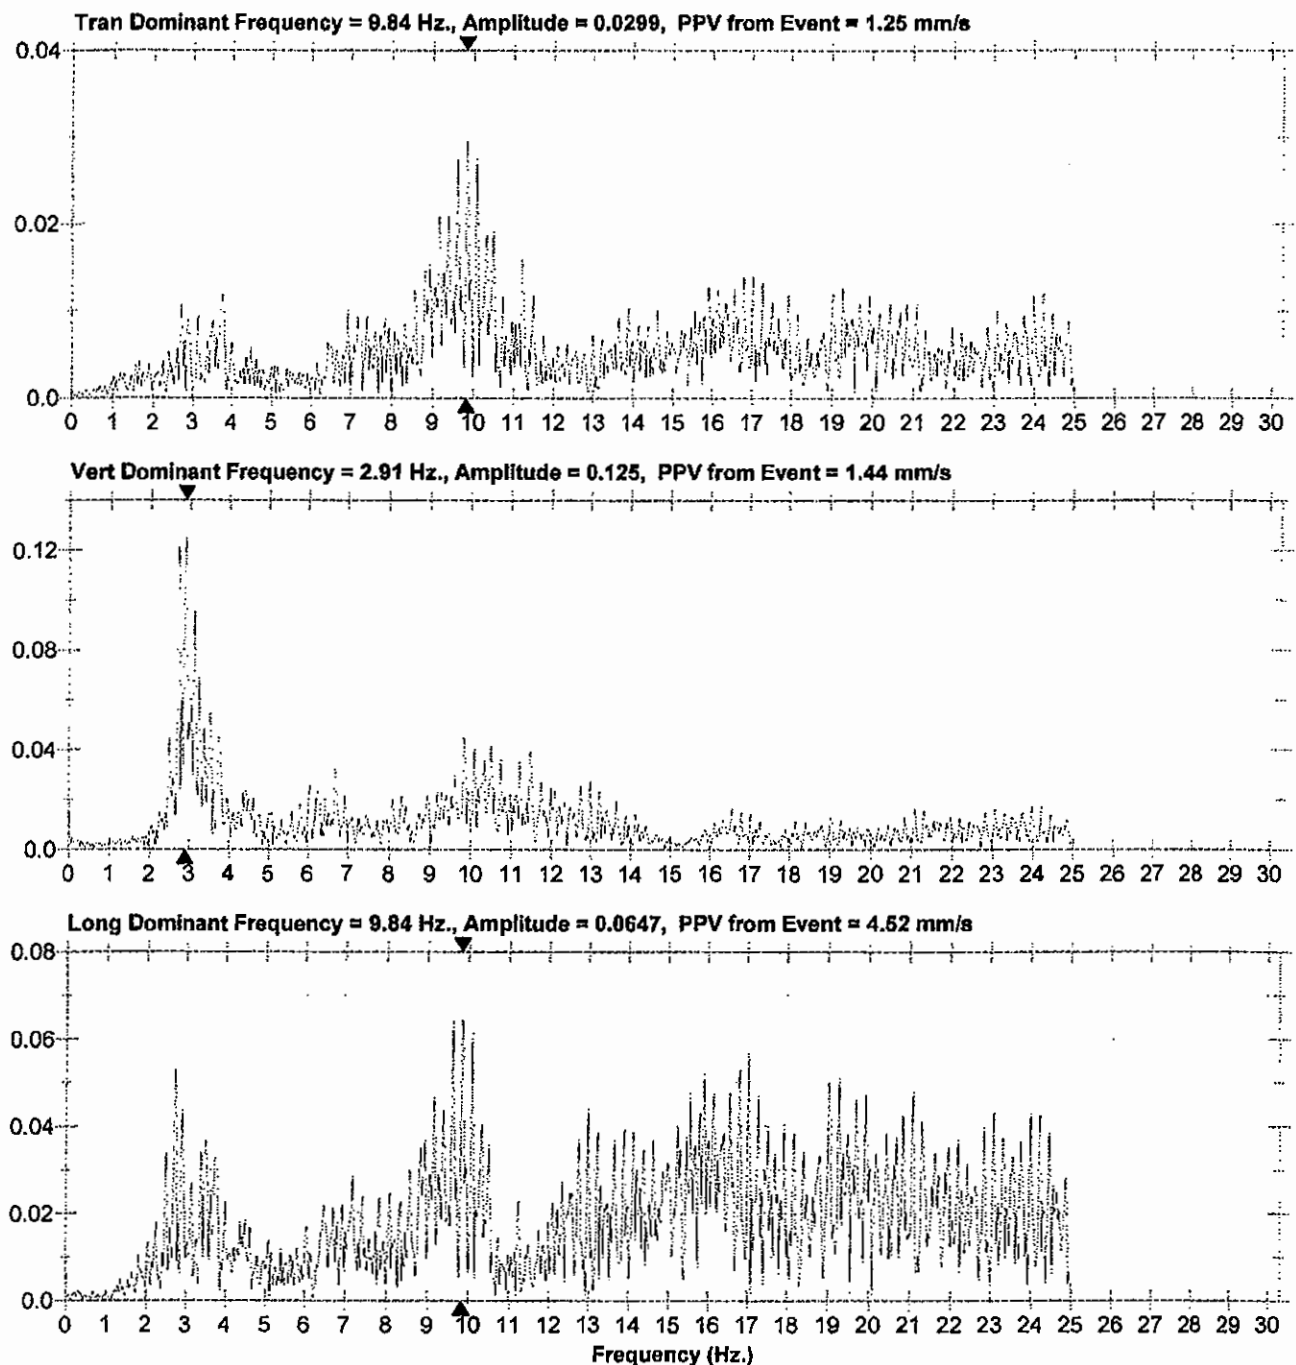 Tran Dominant Frequency = 9.84 Hz., Amplitude = 0.0299, PPV from Event = 1.25 mm/s
0.04
0.02
0.0
0 1 2 3 4 5 6 7 8 9 10 11 12 13 14 15 16 17 18 19 20 21 22 23 24 25 26 27 28 29 30
Vert Dominant Frequency = 2.91 Hz., Amplitude = 0.125, PPV from Event = 1.44 mm/s
0.12
0.08
0.04
0.0
0 1 2 3 4 5 6 7 8 9 10 11 12 13 14 15 16 17 18 19 20 21 22 23 24 25 26 27 28 29 30
Long Dominant Frequency = 9.84 Hz., Amplitude = 0.0647, PPV from Event = 4.52 mm/s
0.08
0.06
0.04
0.02
0.0
0 1 2 3 4 5 6 7 8 9 10 11 12 13 14 15 16 17 18 19 20 21 22 23 24 25 26 27 28 29 30
Frequency (Hz.)